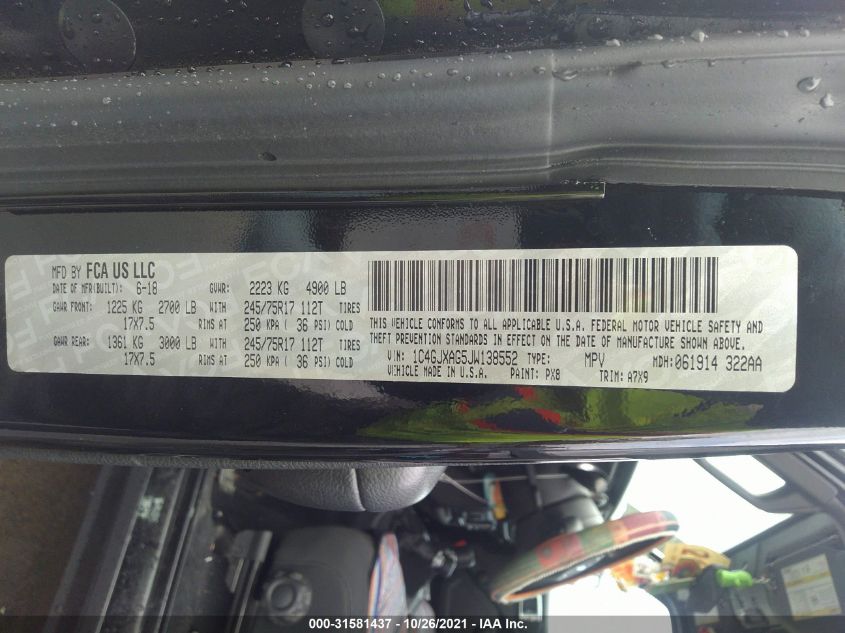 MFD BY FCA US LLC
DATE OF MFR(BUILT): 6-18 GVWR: 2223 KG 4900 LB
GAWR FRONT: 1225 KG 2700 LB WITH 245/75R17 112T TIRES
17X7.5 RIMS AT 250 KPA ( 36 PSI) COLD
GAWR REAR: 1361 KG 3000 LB WITH 245/75R17 112T TIRES
17X7.5 RIMS AT 250 KPA ( 36 PSI) COLD
THIS VEHICLE CONFORMS TO ALL APPLICABLE U.S.A. FEDERAL MOTOR VEHICLE SAFETY AND
THEFT PREVENTION STANDARDS IN EFFECT ON THE DATE OF MANUFACTURE SHOWN ABOVE.
VIN: 1C4GJXAG5JW138552 TYPE: MPV MDH:061914 322AA
VEHICLE MADE IN U.S.A. PAINT: PX8 TRIM: A7X9
000-31581437 - 10/26/2021 - IAA Inc.